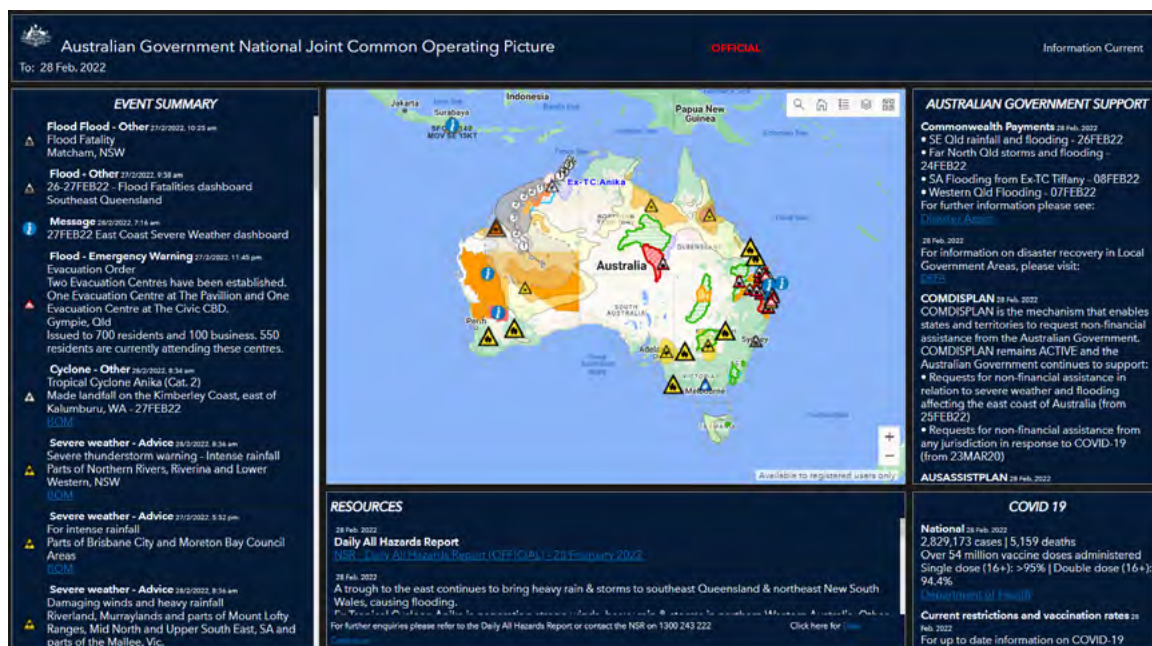 Australian Government National Joint Common Operating Picture
OFFICIAL
Information Current
To: 28 Feb, 2022
EVENT SUMMARY
Flood Flood - Other 27/2/2022, 10:25 am
Flood Fatality
Matcham, NSW
Flood - Other 27/2/2022, 9:38 am
26-27FEB22 - Flood Fatalities dashboard
Southeast Queensland
Message 28/2/2022, 7:16 am
27FEB22 East Coast Severe Weather dashboard
Flood - Emergency Warning 27/2/2022, 11:45 pm
Evacuation Order
Two Evacuation Centres have been established.
One Evacuation Centre at The Pavilion and One
Evacuation Centre at The Civic CBD.
Gympie, Qld
Issued to 700 residents and 100 business. 550
residents are currently attending these centres.
Cyclone - Other 28/2/2022, 8:34 am
Tropical Cyclone Anika (Cat. 2)
Made landfall on the Kimberley Coast, east of
Kalumburu, WA - 27FEB22
BOM
Severe weather - Advice 28/2/2022, 8:36 am
Severe thunderstorm warning - Intense rainfall
Parts of Northern Rivers, Riverina and Lower
Western, NSW
BOM
Severe weather - Advice 27/2/2022, 5:52 pm
For intense rainfall
Parts of Brisbane City and Moreton Bay Council
Areas
BOM
Severe weather - Advice 28/2/2022, 8:36 am
Damaging winds and heavy rainfall
Riverland, Murraylands and parts of Mount Lofty
Ranges, Mid North and Upper South East, SA and
parts of the Mallee, Vic.
Jakarta
Indonesia
Surabaya
Papua New
Guinea
MOV SE 15KT
Ex-TC Anika
QUEENSLAND
Australia
SOUTH
AUSTRALIA
Perth
Sydney
VICTORIA
Melbourne
Available to registered users only
RESOURCES
28 Feb, 2022
Daily All Hazards Report
NSR - Daily All Hazards Report (OFFICIAL) - 28 February 2022
28 Feb, 2022
A trough to the east continues to bring heavy rain & storms to southeast Queensland & northeast New South
Wales, causing flooding.
Ex-Tropical Cyclone Anika is generating strong winds, heavy rain & storms in northern Western Australia. Other
For further enquiries please refer to the Daily All Hazards Report or contact the NSR on 1300 243 222
Click here for
AUSTRALIAN GOVERNMENT SUPPORT
Commonwealth Payments 28 Feb, 2022
• SE Qld rainfall and flooding - 26FEB22
• Far North Qld storms and flooding -
24FEB22
• SA Flooding from Ex-TC Tiffany - 08FEB22
• Western Qld Flooding - 07FEB22
For further information please see:
Disaster Assist
28 Feb, 2022
For information on disaster recovery in Local
Government Areas, please visit:
COMDISPLAN 28 Feb, 2022
COMDISPLAN is the mechanism that enables
states and territories to request non-financial
assistance from the Australian Government.
COMDISPLAN remains ACTIVE and the
Australian Government continues to support:
• Requests for non-financial assistance in
relation to severe weather and flooding
affecting the east coast of Australia (from
25FEB22)
• Requests for non-financial assistance from
any jurisdiction in response to COVID-19
(from 23MAR20)
AUSASSISTPLAN 28 Feb, 2022
COVID 19
National 28 Feb, 2022
2,829,173 cases | 5,159 deaths
Over 54 million vaccine doses administered
Single dose (16+): >95% | Double dose (16+):
94.4%
Department of Health
Current restrictions and vaccination rates 28
Feb, 2022
For up to date information on COVID-19